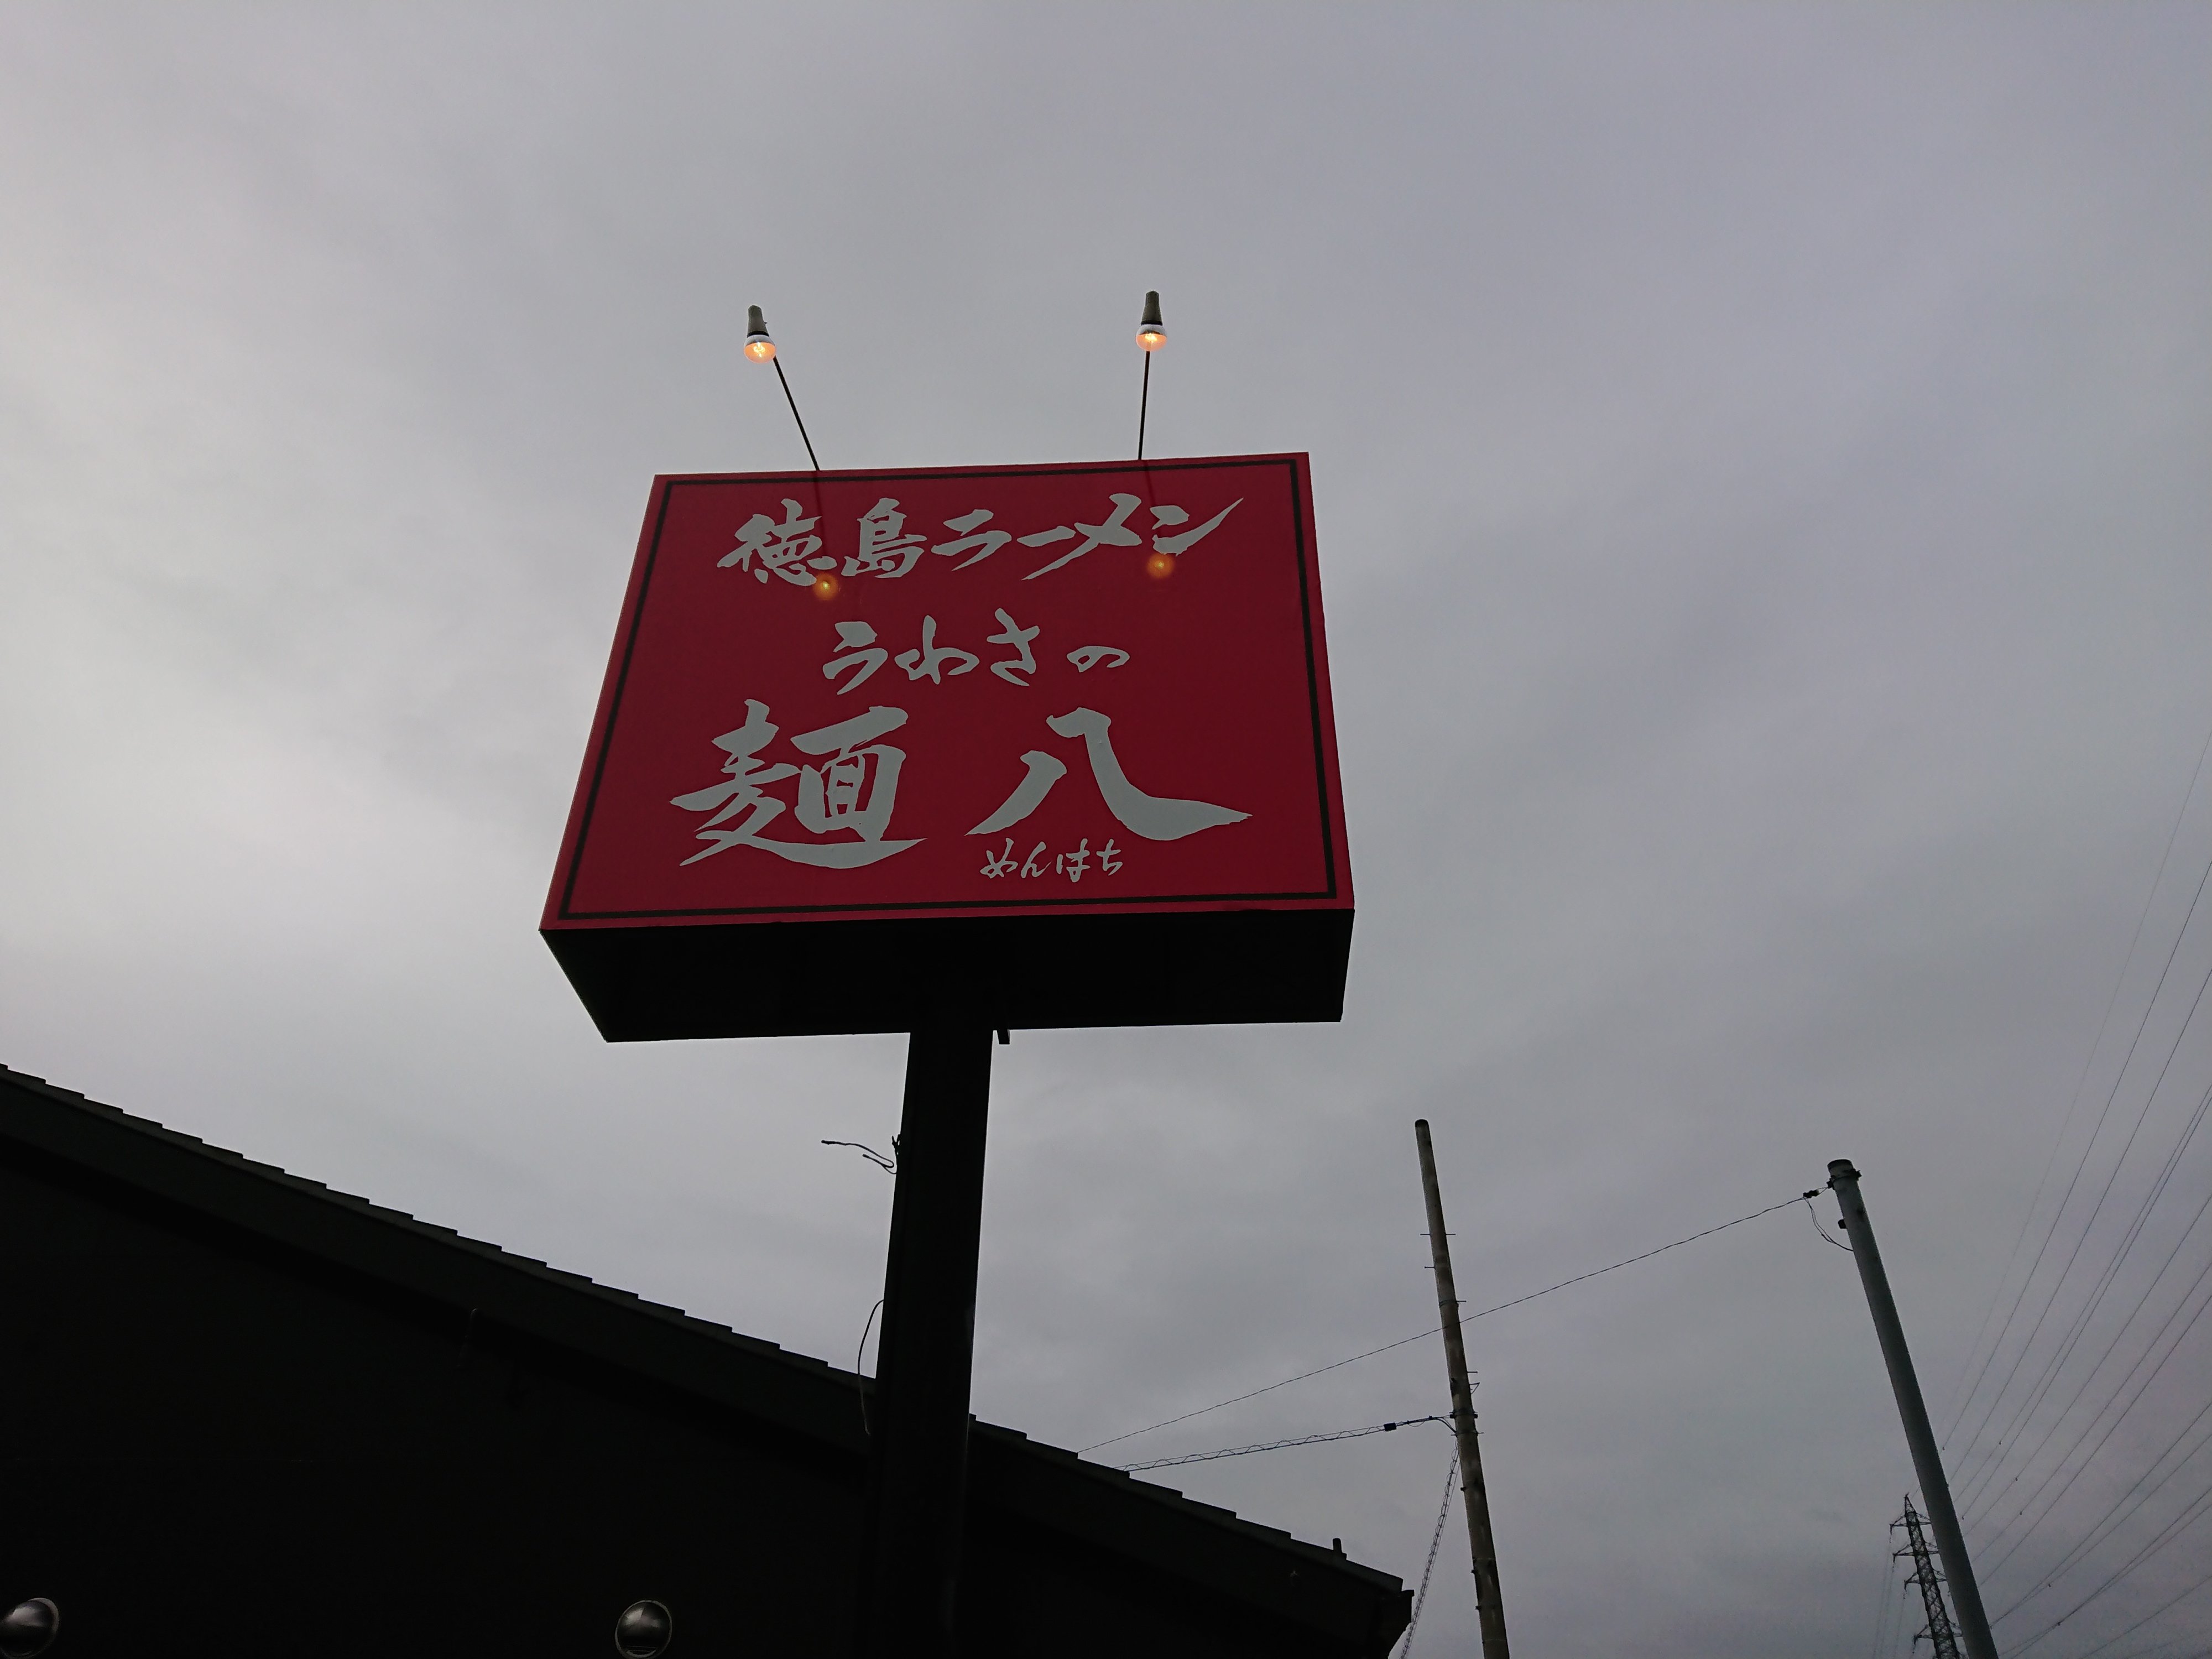 徳島ラーメン
うわさの
麺八
めんはち